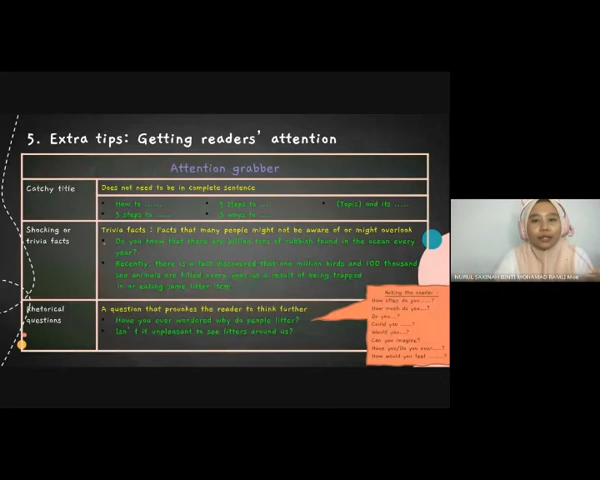 5. Extra tips: Getting readers' attention
Attention grabber
Catchy title
Does not need to be in complete sentence
• How to ......
• 5 steps to ....
• (Topic) and its .....
• 3 steps to .....
• 5 ways to ....
Shocking or trivia facts
Trivia facts : Facts that many people might not be aware of or might overlook
• Do you know that there are billion tons of rubbish found in the ocean every
year?
• Recently, there is a fact discovered that one million birds and 100 thousand
sea animals are killed every year as a result of being trapped
in or eating some litter item
Rhetorical questions
A question that provokes the reader to think further
• Have you ever wondered why do people litter?
• Isn't it unpleasant to see litters around us?
the reader :
How often do you ......?
How much do you....?
Do you....?
Could you ......?
Would you....?
Can you imagine?
Have you/Do you ever.....?
How would you feel ........?
NURUL SAKINAH BINTI MOHAMAD RAMLI Moe